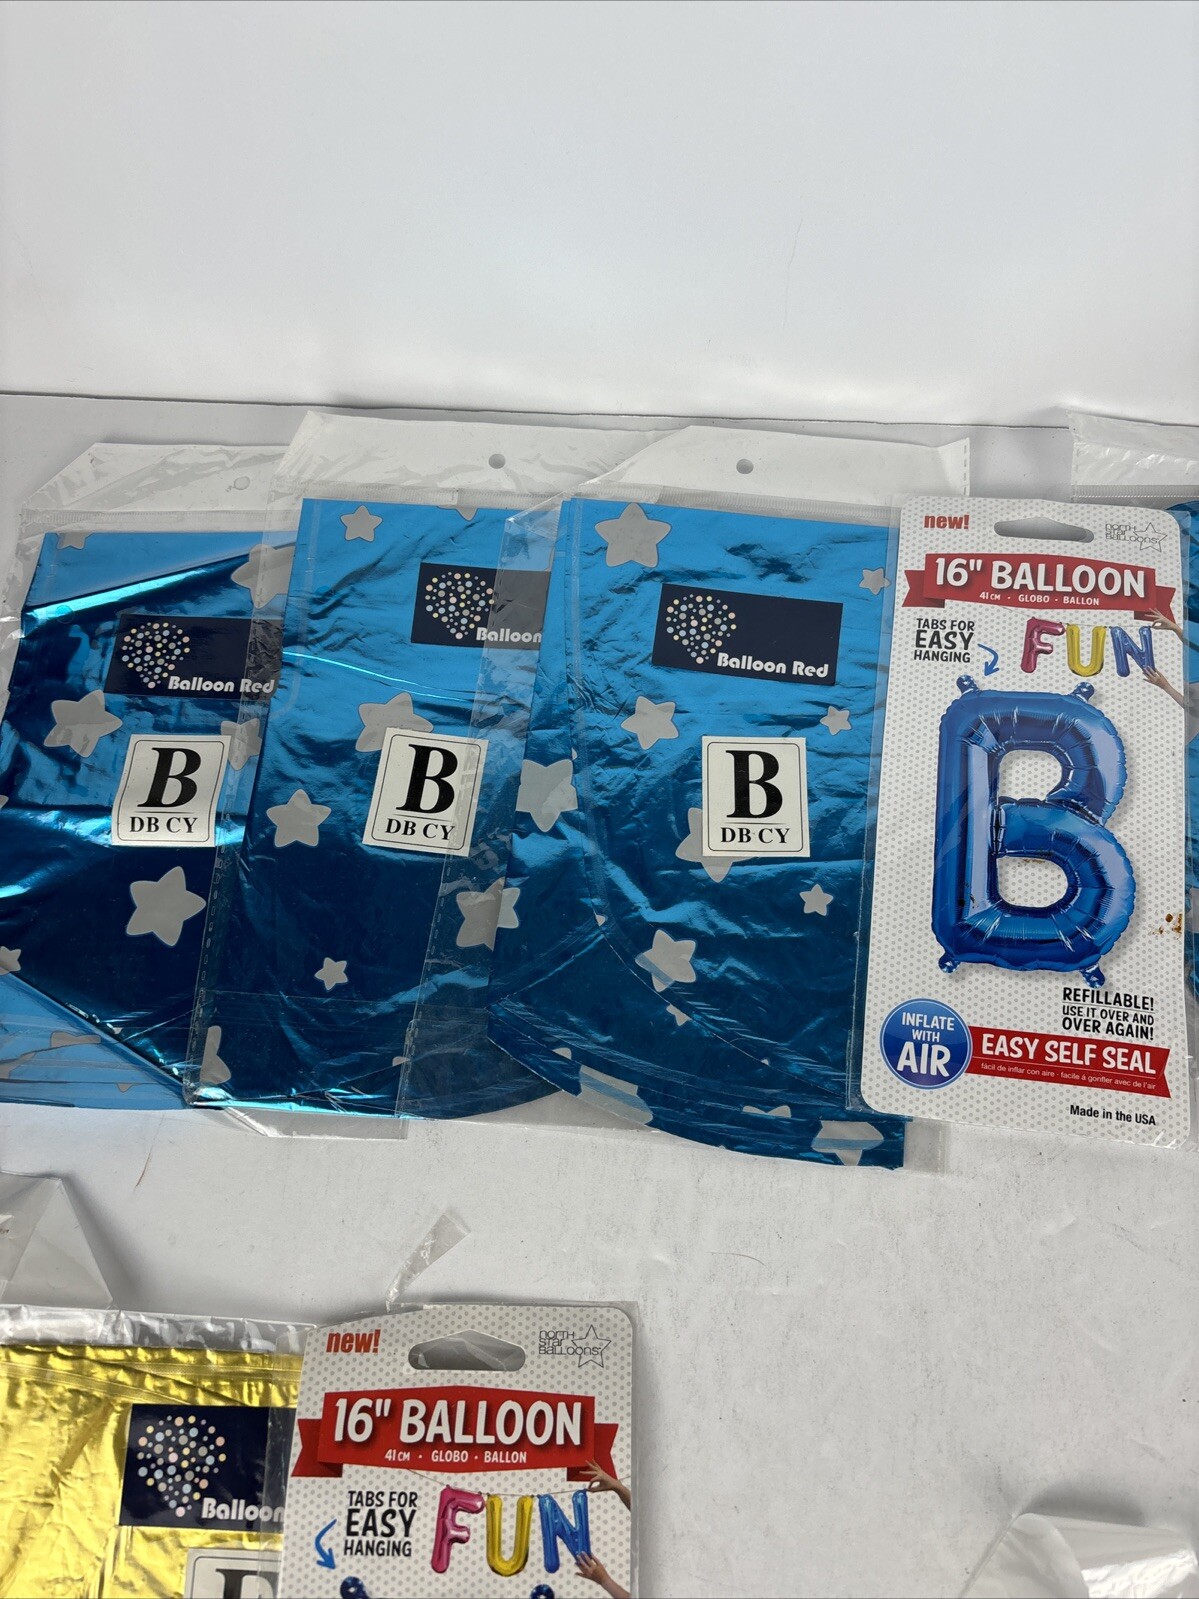 Balloon Red
B
DB CY
Balloon
B
DB CY
Balloon Red
B
DB CY
new!
NORTH
STAR
BALLOONS
16" BALLOON
41 CM • GLOBO • BALLON
TABS FOR
EASY
HANGING
FUN
B
REFILLABLE!
USE IT OVER AND
OVER AGAIN!
INFLATE
WITH
AIR
EASY SELF SEAL
fácil de inflar con aire · facile à gonfler avec de l'air
Made in the USA
Balloon
new!
NORTH
STAR
BALLOONS
16" BALLOON
41 CM • GLOBO • BALLON
TABS FOR
EASY
HANGING
FUN